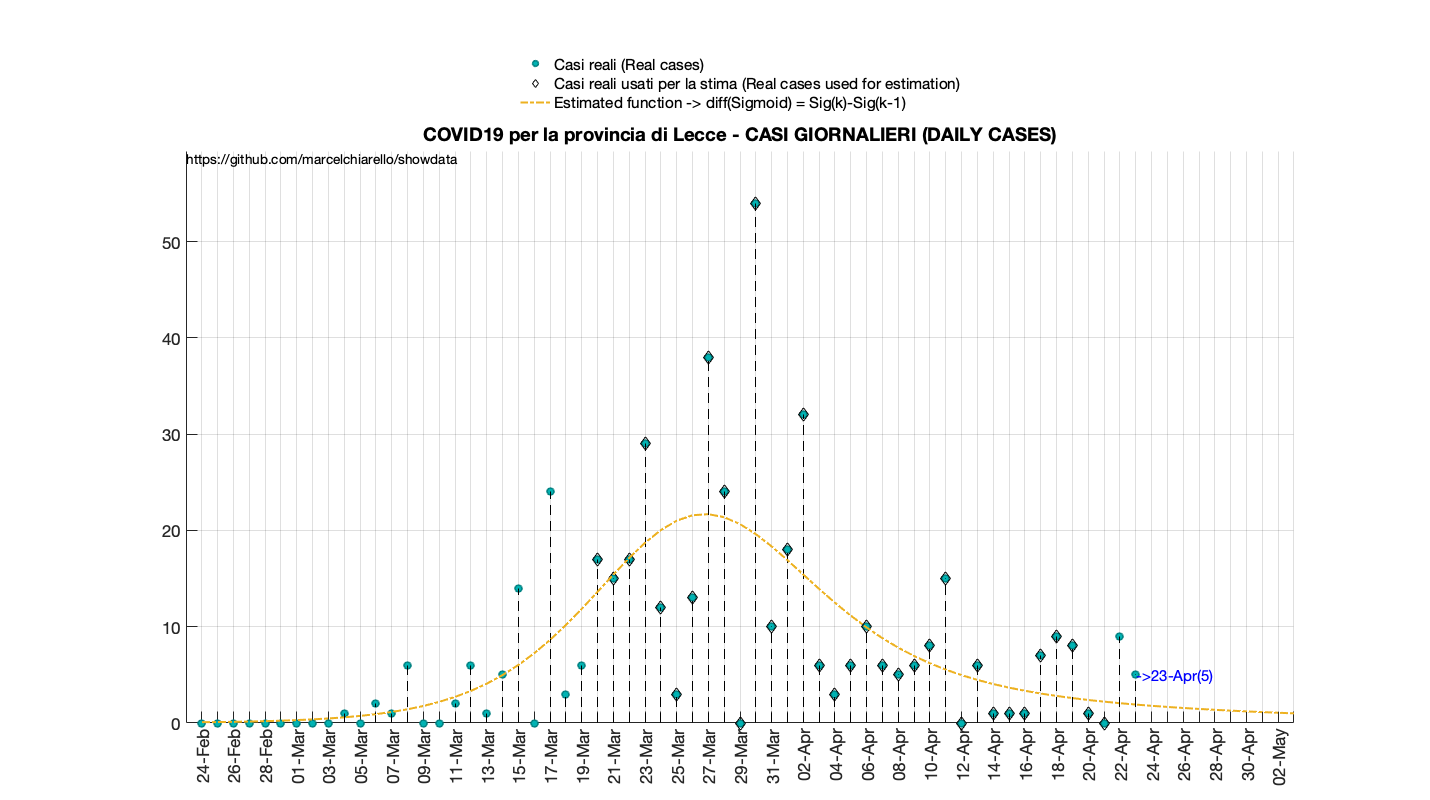 Casi reali (Real cases)
Casi reali usati per la stima (Real cases used for estimation)
Estimated function -> diff(Sigmoid) = Sig(k)-Sig(k-1)
COVID19 per la provincia di Lecce - CASI GIORNALIERI (DAILY CASES)
https://github.com/marcelchiarello/showdata
50
40
30
20
10
0
->23-Apr(5)
24-Feb
26-Feb
28-Feb
01-Mar
03-Mar
05-Mar
07-Mar
09-Mar
11-Mar
13-Mar
15-Mar
17-Mar
19-Mar
21-Mar
23-Mar
25-Mar
27-Mar
29-Mar
31-Mar
02-Apr
04-Apr
06-Apr
08-Apr
10-Apr
12-Apr
14-Apr
16-Apr
18-Apr
20-Apr
22-Apr
24-Apr
26-Apr
28-Apr
30-Apr
02-May